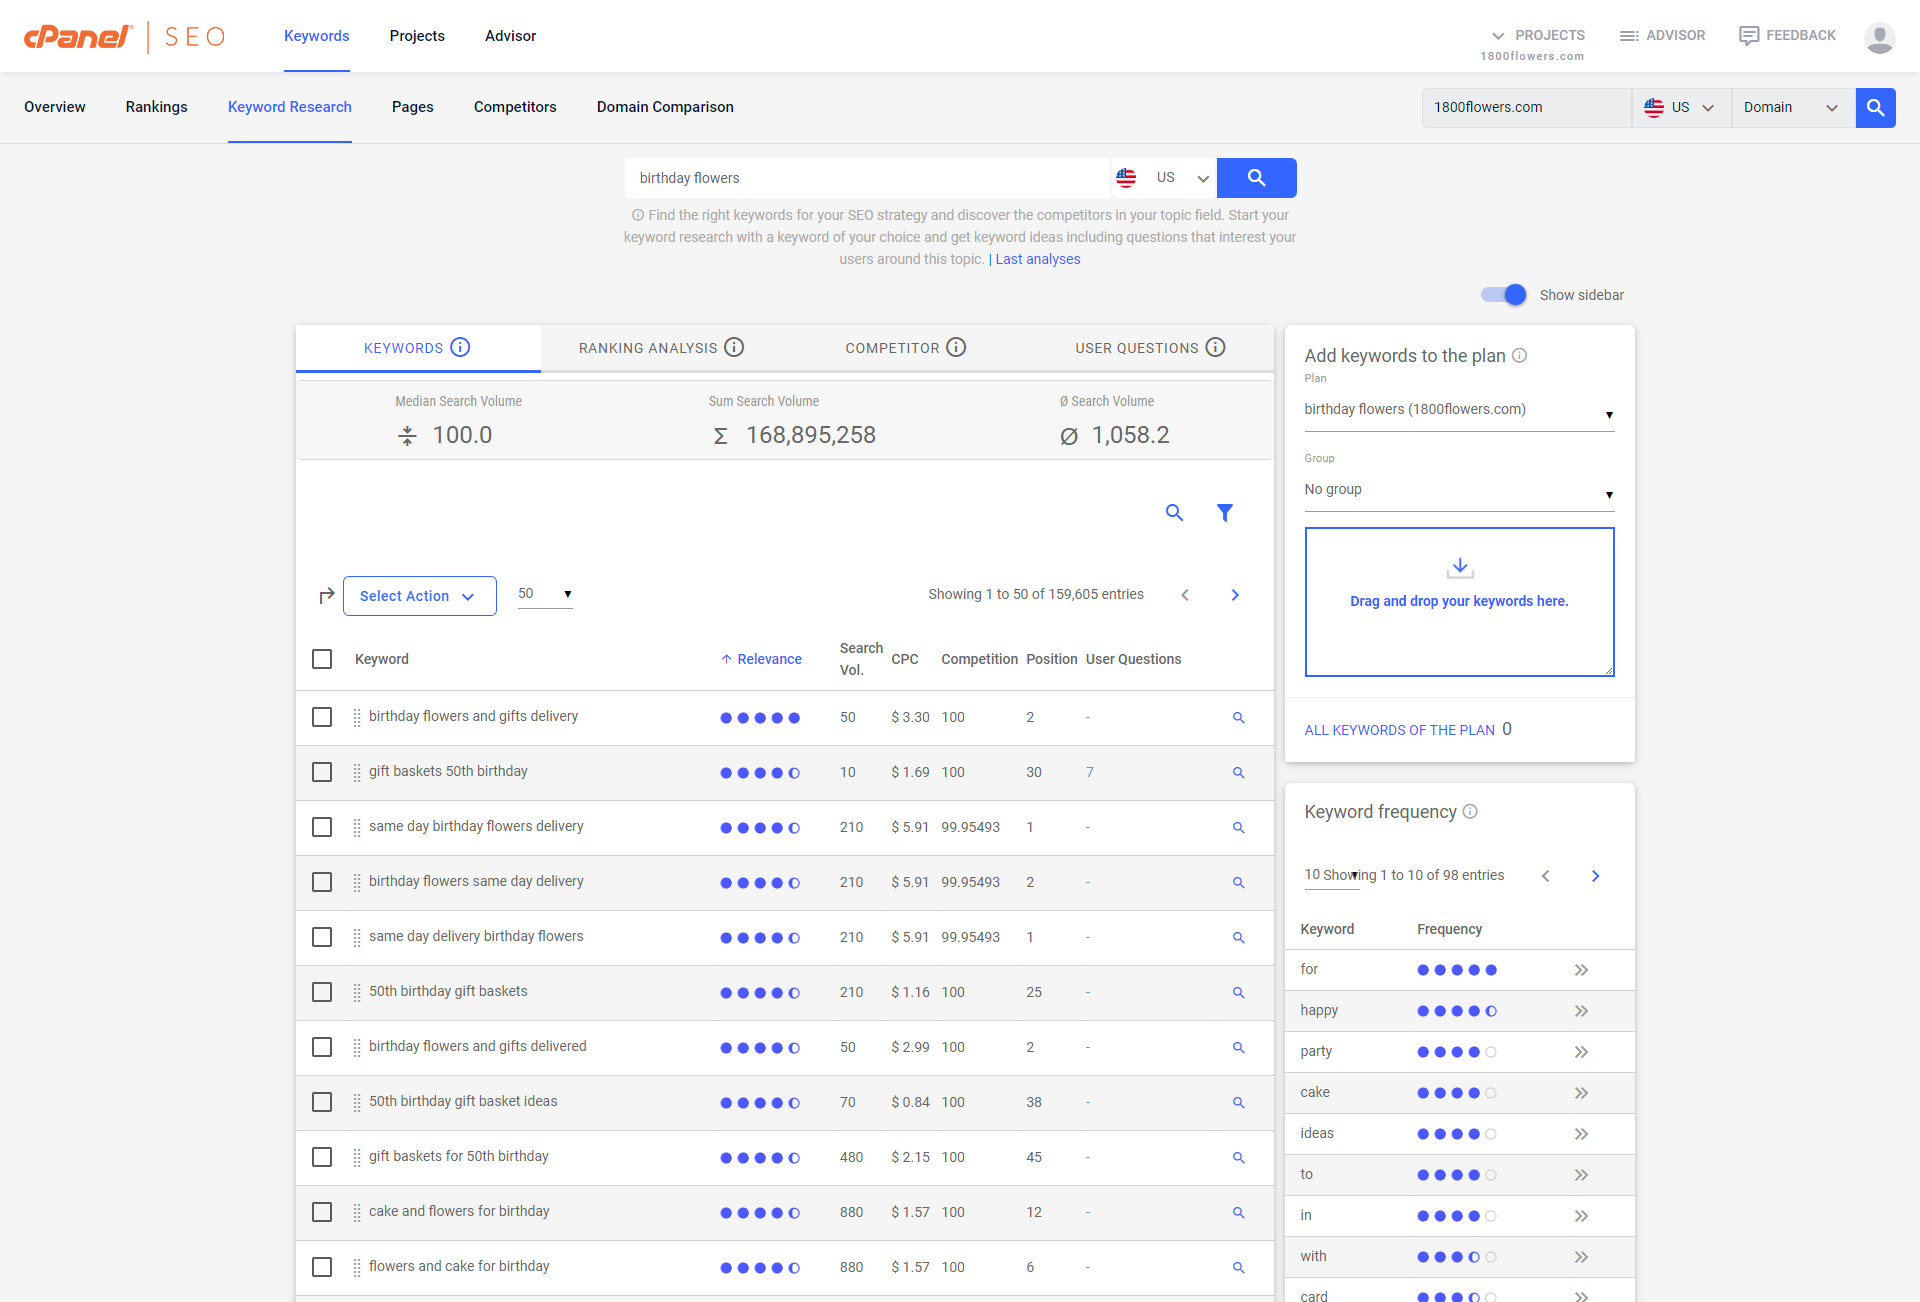 cPanel® SEO Keywords Projects Advisor PROJECTS 1800flowers.com ADVISOR FEEDBACK
Overview Rankings Keyword Research Pages Competitors Domain Comparison 1800flowers.com US Domain
birthday flowers US
Find the right keywords for your SEO strategy and discover the competitors in your topic field. Start your
keyword research with a keyword of your choice and get keyword ideas including questions that interest your
users around this topic. | Last analyses
Show sidebar
KEYWORDS RANKING ANALYSIS COMPETITOR USER QUESTIONS
Median Search Volume Sum Search Volume Ø Search Volume
100.0 Σ 168,895,258 Ø 1,058.2
Select Action 50 Showing 1 to 50 of 159,605 entries
Keyword Relevance Search Vol. CPC Competition Position User Questions
birthday flowers and gifts delivery 50 $ 3.30 100 2 -
gift baskets 50th birthday 10 $ 1.69 100 30 7
same day birthday flowers delivery 210 $ 5.91 99.95493 1 -
birthday flowers same day delivery 210 $ 5.91 99.95493 2 -
same day delivery birthday flowers 210 $ 5.91 99.95493 1 -
50th birthday gift baskets 210 $ 1.16 100 25 -
birthday flowers and gifts delivered 50 $ 2.99 100 2 -
50th birthday gift basket ideas 70 $ 0.84 100 38 -
gift baskets for 50th birthday 480 $ 2.15 100 45 -
cake and flowers for birthday 880 $ 1.57 100 12 -
flowers and cake for birthday 880 $ 1.57 100 6 -
Add keywords to the plan
Plan
birthday flowers (1800flowers.com)
Group
No group
Drag and drop your keywords here.
ALL KEYWORDS OF THE PLAN 0
Keyword frequency
10 Showing 1 to 10 of 98 entries
Keyword Frequency
for
happy
party
cake
ideas
to
in
with
card